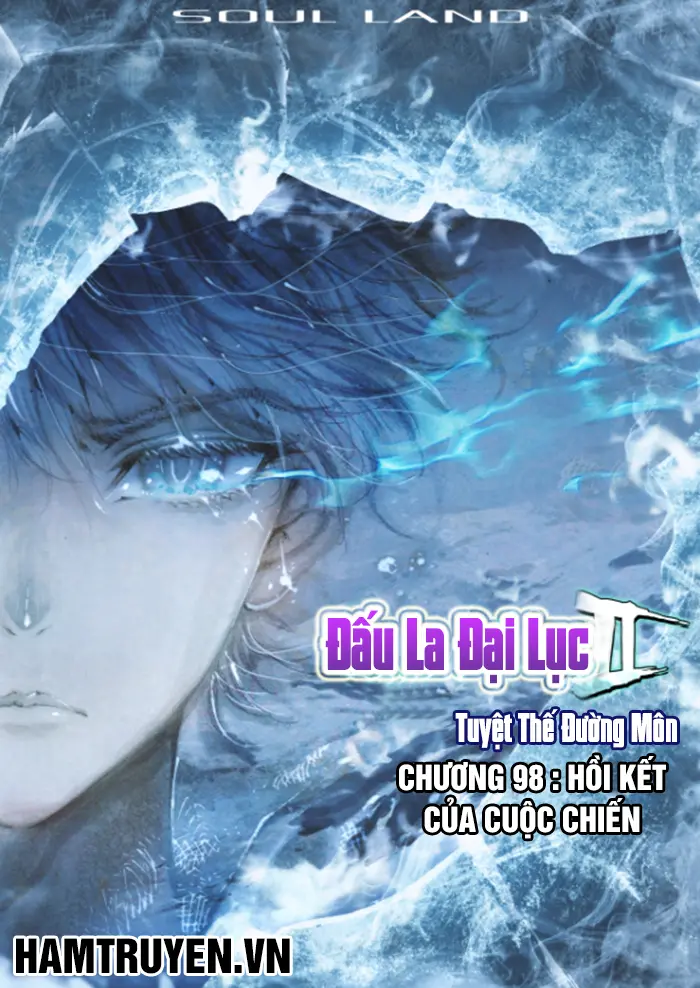 SOUL LAND
Đấu La Đại Lục II
Tuyệt Thế Đường Môn
CHƯƠNG 98 : HỒI KẾT
CỦA CUỘC CHIẾN
HAMTRUYEN.VN